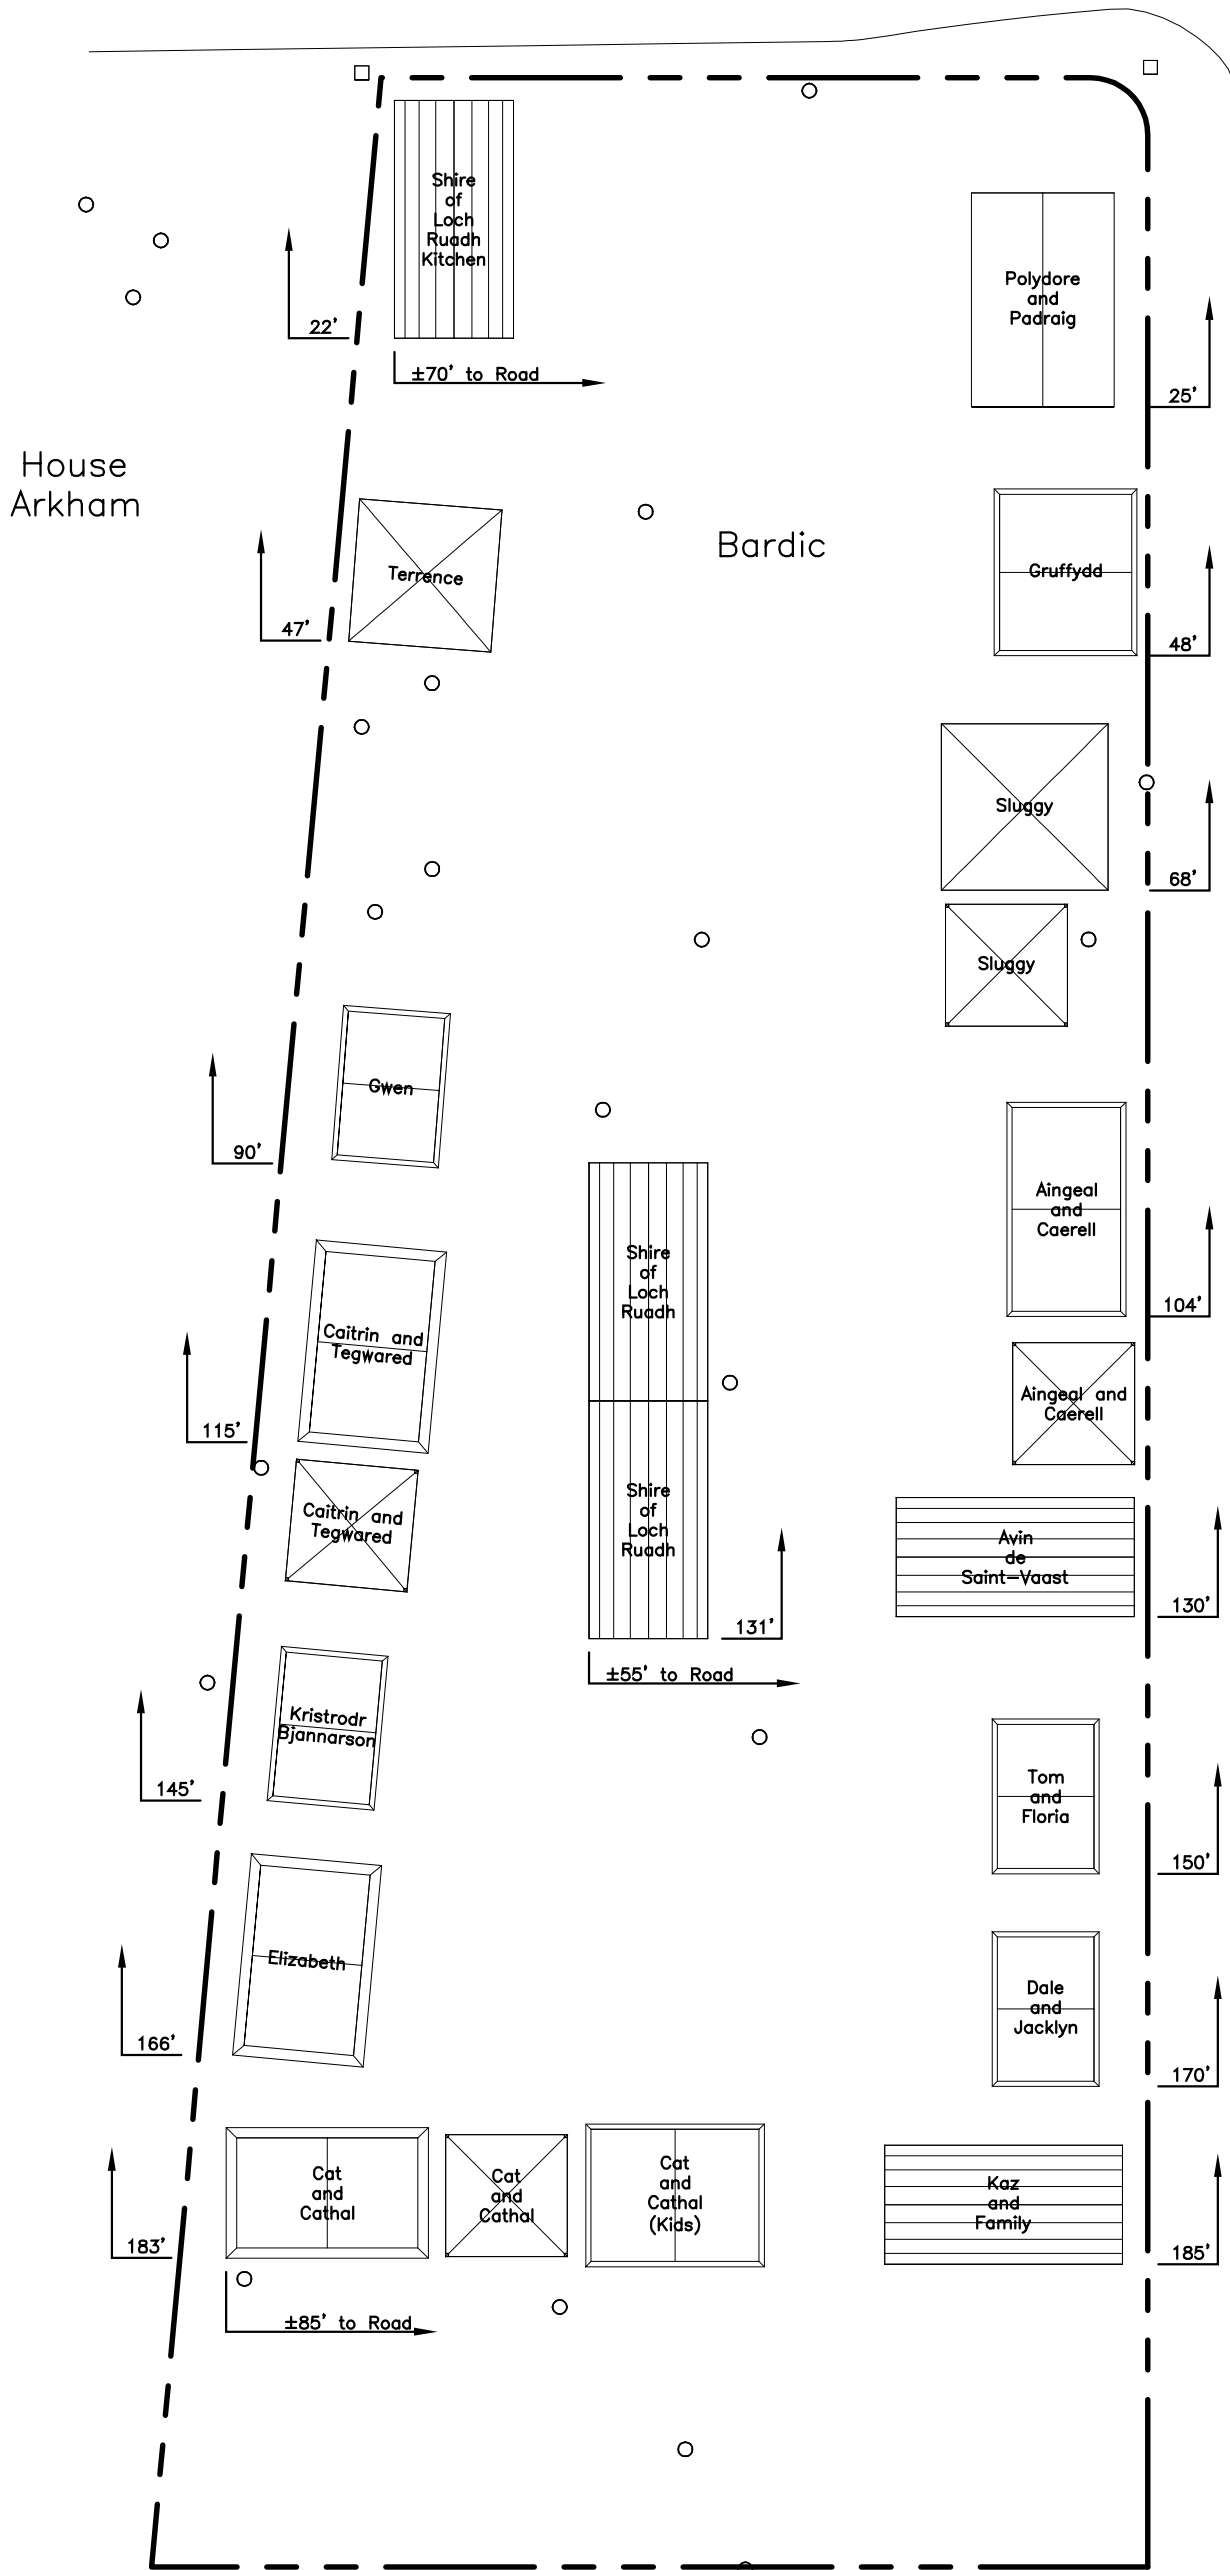 Shire
of
Loch
Ruadh
Kitchen
22'
±70' to Road
Polydore
and
Padraig
25'
House
Arkham
Bardic
Terrence
47'
Gruffydd
48'
Sluggy
68'
Sluggy
Gwen
90'
Aingeal
and
Caerell
104'
Shire
of
Loch
Ruadh
Caitrin and
Tegwared
115'
Aingeal and
Caerell
Caitrin and
Tegwared
Shire
of
Loch
Ruadh
131'
±55' to Road
Avin
de
Saint-Vaast
130'
Kristrodr
Bjannarson
145'
Tom
and
Floria
150'
Elizabeth
166'
Dale
and
Jacklyn
170'
Cat
and
Cathal
183'
Cat
and
Cathal
Cat
and
Cathal
(Kids)
Kaz
and
Family
185'
±85' to Road